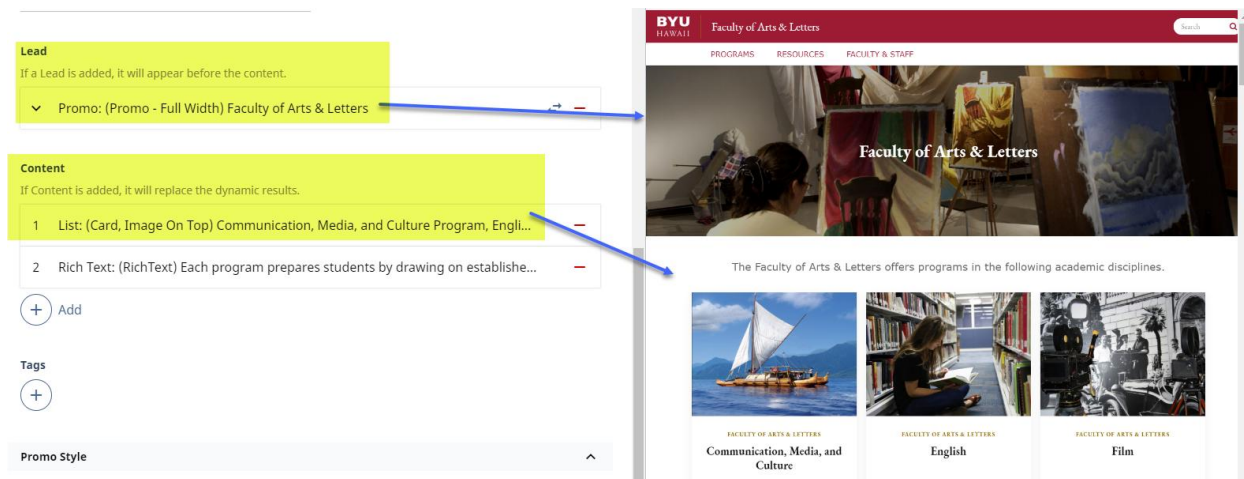 Lead
If a Lead is added, it will appear before the content.
Promo: (Promo - Full Width) Faculty of Arts & Letters
Content
If Content is added, it will replace the dynamic results.
1 List: (Card, Image On Top) Communication, Media, and Culture Program, Engli...
2 Rich Text: (RichText) Each program prepares students by drawing on establishe...
+ Add
Tags
+
Promo Style
BYU
HAWAII
Faculty of Arts & Letters
Search
PROGRAMS RESOURCES FACULTY & STAFF
Faculty of Arts & Letters
The Faculty of Arts & Letters offers programs in the following academic disciplines.
FACULTY OF ARTS & LETTERS
Communication, Media, and
Culture
FACULTY OF ARTS & LETTERS
English
FACULTY OF ARTS & LETTERS
Film